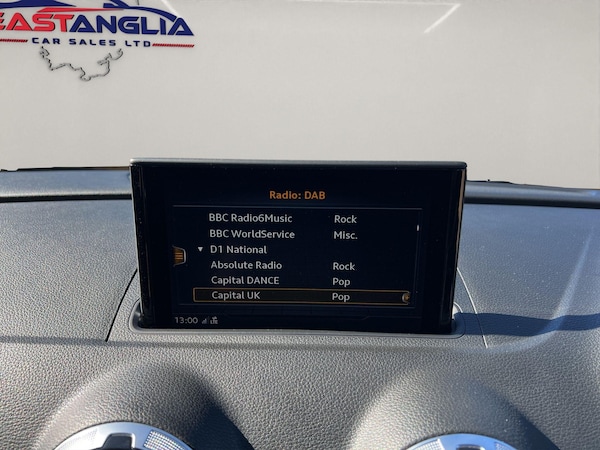 EASTANGLIA
CAR SALES LTD
Radio: DAB
BBC Radio6Music Rock
BBC WorldService Misc.
▼ D1 National
Absolute Radio Rock
Capital DANCE Pop
Capital UK Pop
13:00